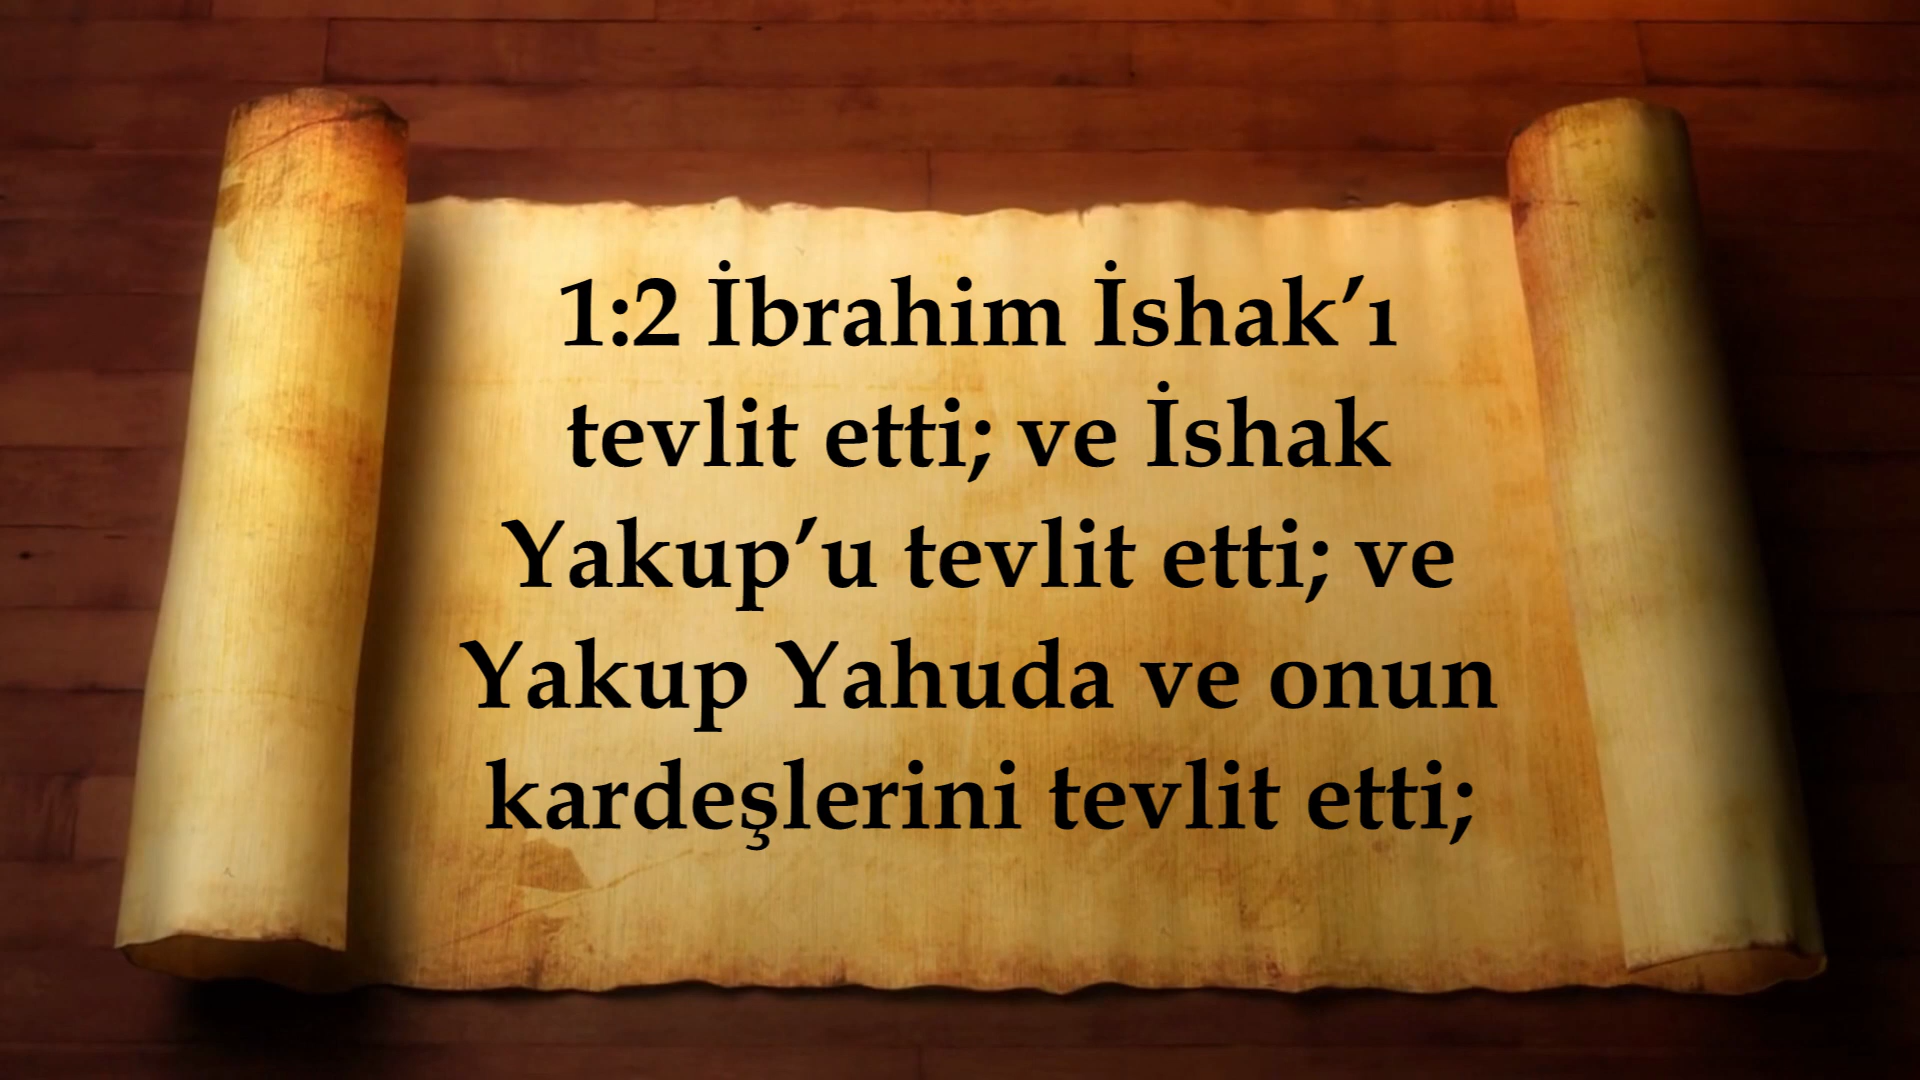 1:2 İbrahim İshak’ı
tevlit etti; ve İshak
Yakup’u tevlit etti; ve
Yakup Yahuda ve onun
kardeşlerini tevlit etti;